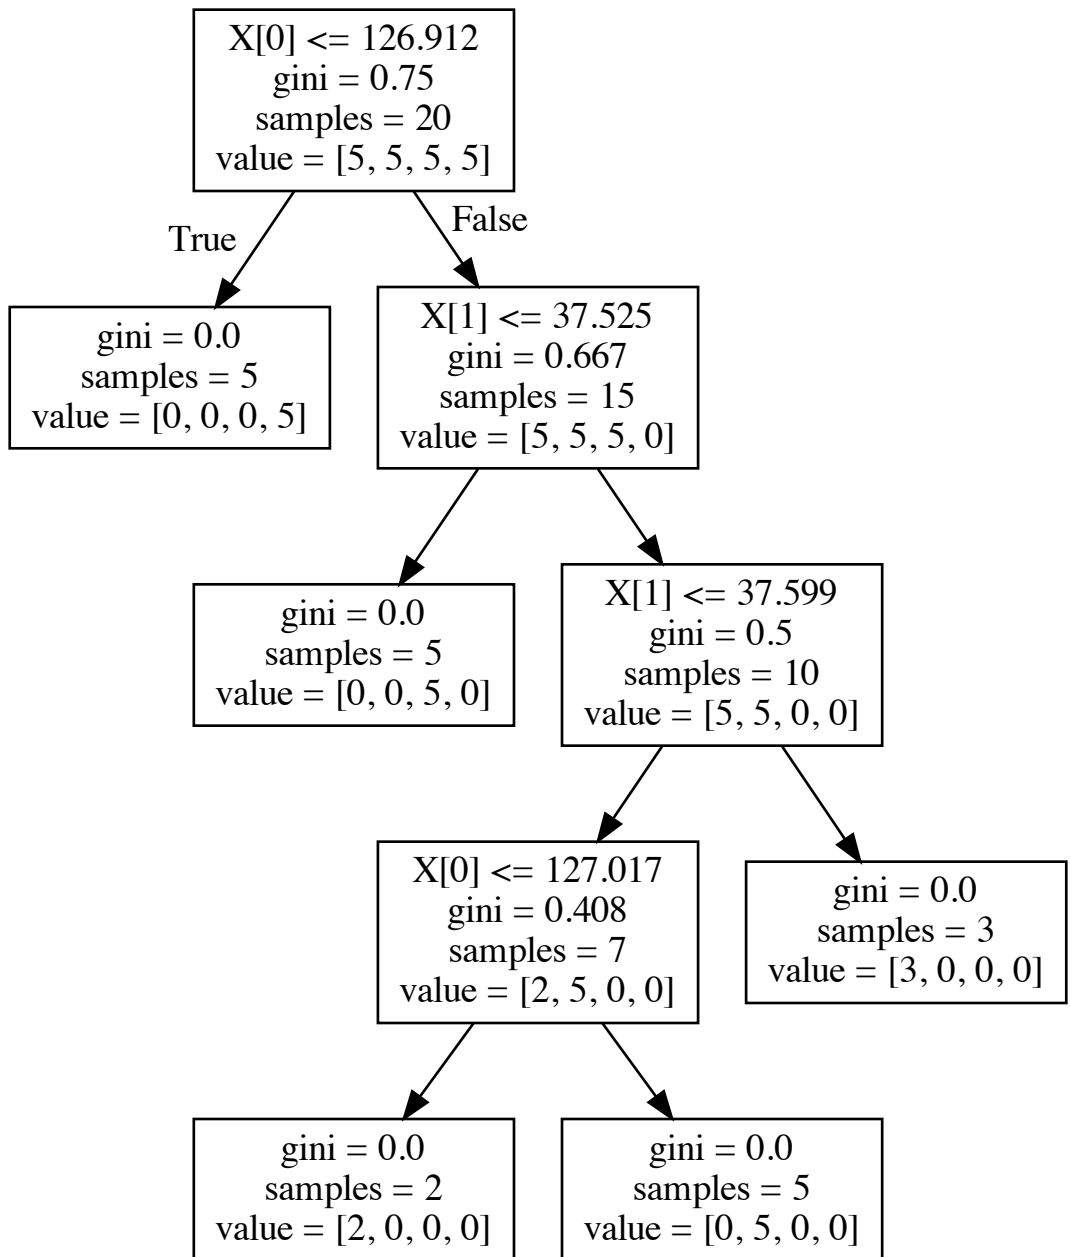 X[0] <= 126.912
gini = 0.75
samples = 20
value = [5, 5, 5, 5]
True
False
gini = 0.0
samples = 5
value = [0, 0, 0, 5]
X[1] <= 37.525
gini = 0.667
samples = 15
value = [5, 5, 5, 0]
gini = 0.0
samples = 5
value = [0, 0, 5, 0]
X[1] <= 37.599
gini = 0.5
samples = 10
value = [5, 5, 0, 0]
X[0] <= 127.017
gini = 0.408
samples = 7
value = [2, 5, 0, 0]
gini = 0.0
samples = 3
value = [3, 0, 0, 0]
gini = 0.0
samples = 2
value = [2, 0, 0, 0]
gini = 0.0
samples = 5
value = [0, 5, 0, 0]